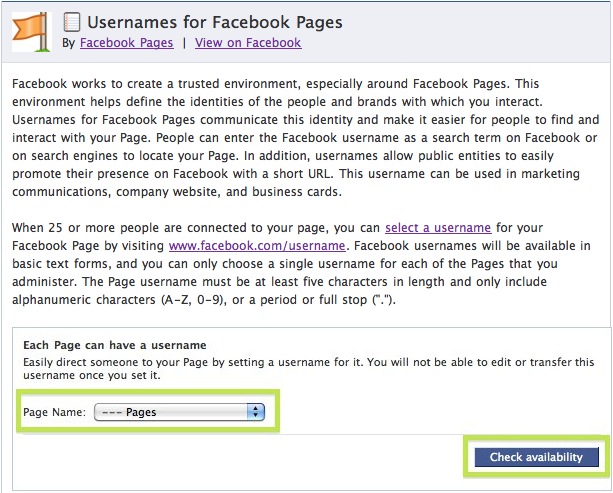 Usernames for Facebook Pages
By Facebook Pages | View on Facebook
Facebook works to create a trusted environment, especially around Facebook Pages. This
environment helps define the identities of the people and brands with which you interact.
Usernames for Facebook Pages communicate this identity and make it easier for people to find and
interact with your Page. People can enter the Facebook username as a search term on Facebook or
on search engines to locate your Page. In addition, usernames allow public entities to easily
promote their presence on Facebook with a short URL. This username can be used in marketing
communications, company website, and business cards.
When 25 or more people are connected to your page, you can select a username for your
Facebook Page by visiting www.facebook.com/username. Facebook usernames will be available in
basic text forms, and you can only choose a single username for each of the Pages that you
administer. The Page username must be at least five characters in length and only include
alphanumeric characters (A-Z, 0-9), or a period or full stop (".").
Each Page can have a username
Easily direct someone to your Page by setting a username for it. You will not be able to edit or transfer this
username once you set it.
Page Name: --- Pages
Check availability